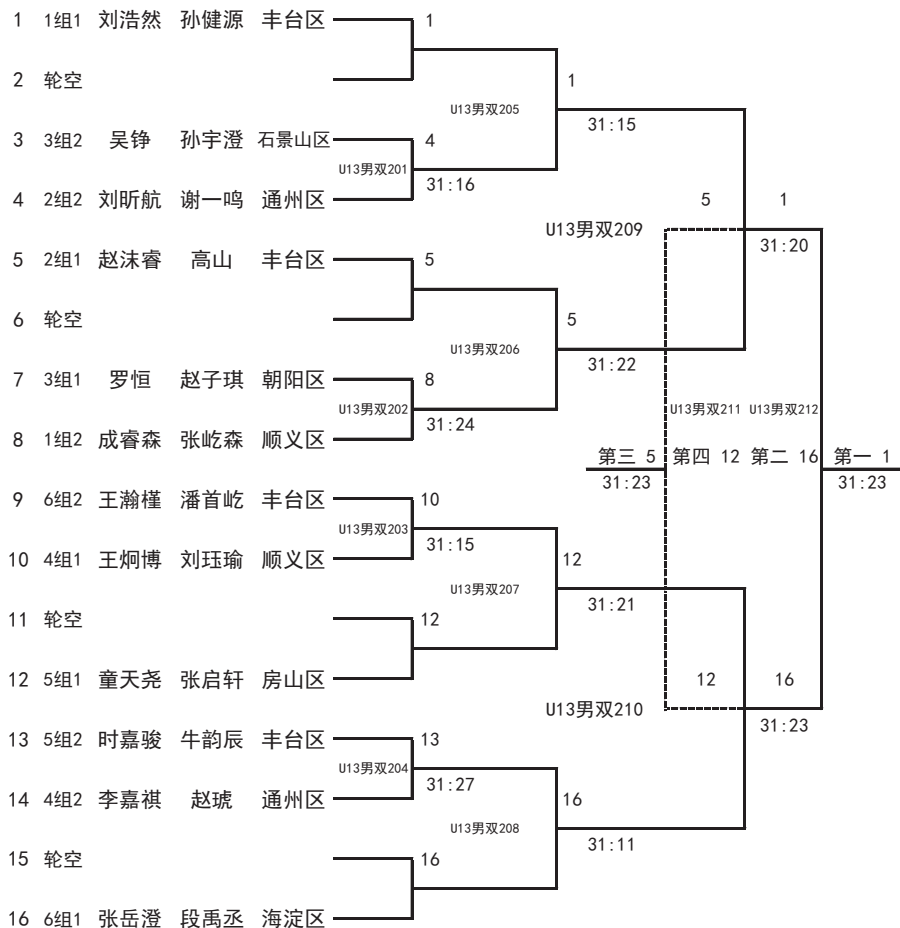 1 1组1 刘浩然 孙健源 丰台区 1
2 轮空 1
U13男双205
31:15
3 3组2 吴铮 孙宇澄 石景山区 4
U13男双201 31:16
4 2组2 刘昕航 谢一鸣 通州区 5 1
U13男双209 31:20
5 2组1 赵沫睿 高山 丰台区 5
6 轮空 5
U13男双206
31:22
7 3组1 罗恒 赵子琪 朝阳区 8
U13男双202 31:24 U13男双211 U13男双212
8 1组2 成睿森 张屹森 顺义区
第三 5 第四 12 第二 16 第一 1
31:23 31:23
9 6组2 王瀚槿 潘首屹 丰台区 10
U13男双203 31:15
10 4组1 王炯博 刘珏瑜 顺义区 12
U13男双207
31:21
11 轮空 12
12 5组1 童天尧 张启轩 房山区 12 16
U13男双210
31:23
13 5组2 时嘉骏 牛韵辰 丰台区 13
U13男双204 31:27
14 4组2 李嘉祺 赵琥 通州区 16
U13男双208
31:11
15 轮空 16
16 6组1 张岳澄 段禹丞 海淀区